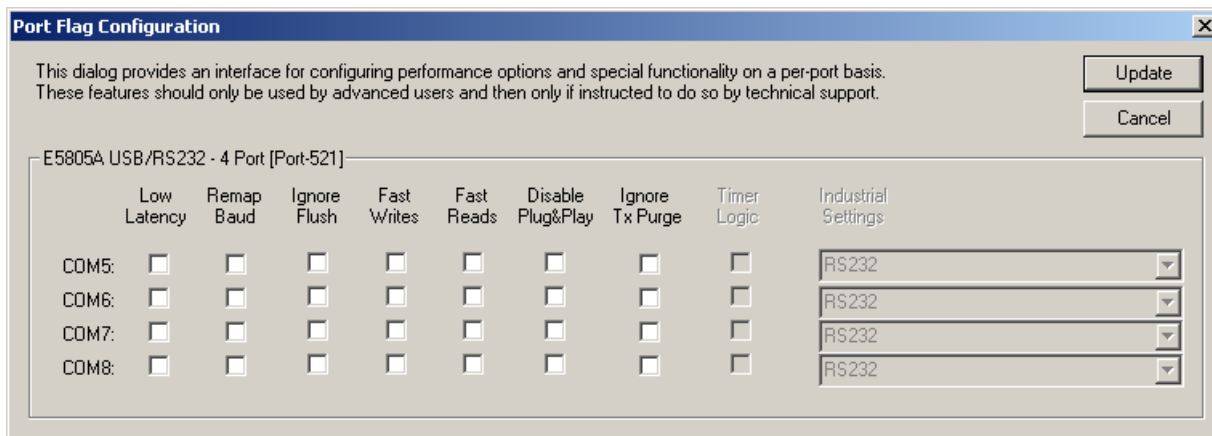 Port Flag Configuration
This dialog provides an interface for configuring performance options and special functionality on a per-port basis.
These features should only be used by advanced users and then only if instructed to do so by technical support.
Update
Cancel
E5805A USB/RS232 - 4 Port [Port-521]
Low Remap Ignore Fast Fast Disable Ignore Timer Industrial
Latency Baud Flush Writes Reads Plug&Play Tx Purge Logic Settings
COM5: RS232
COM6: RS232
COM7: RS232
COM8: RS232